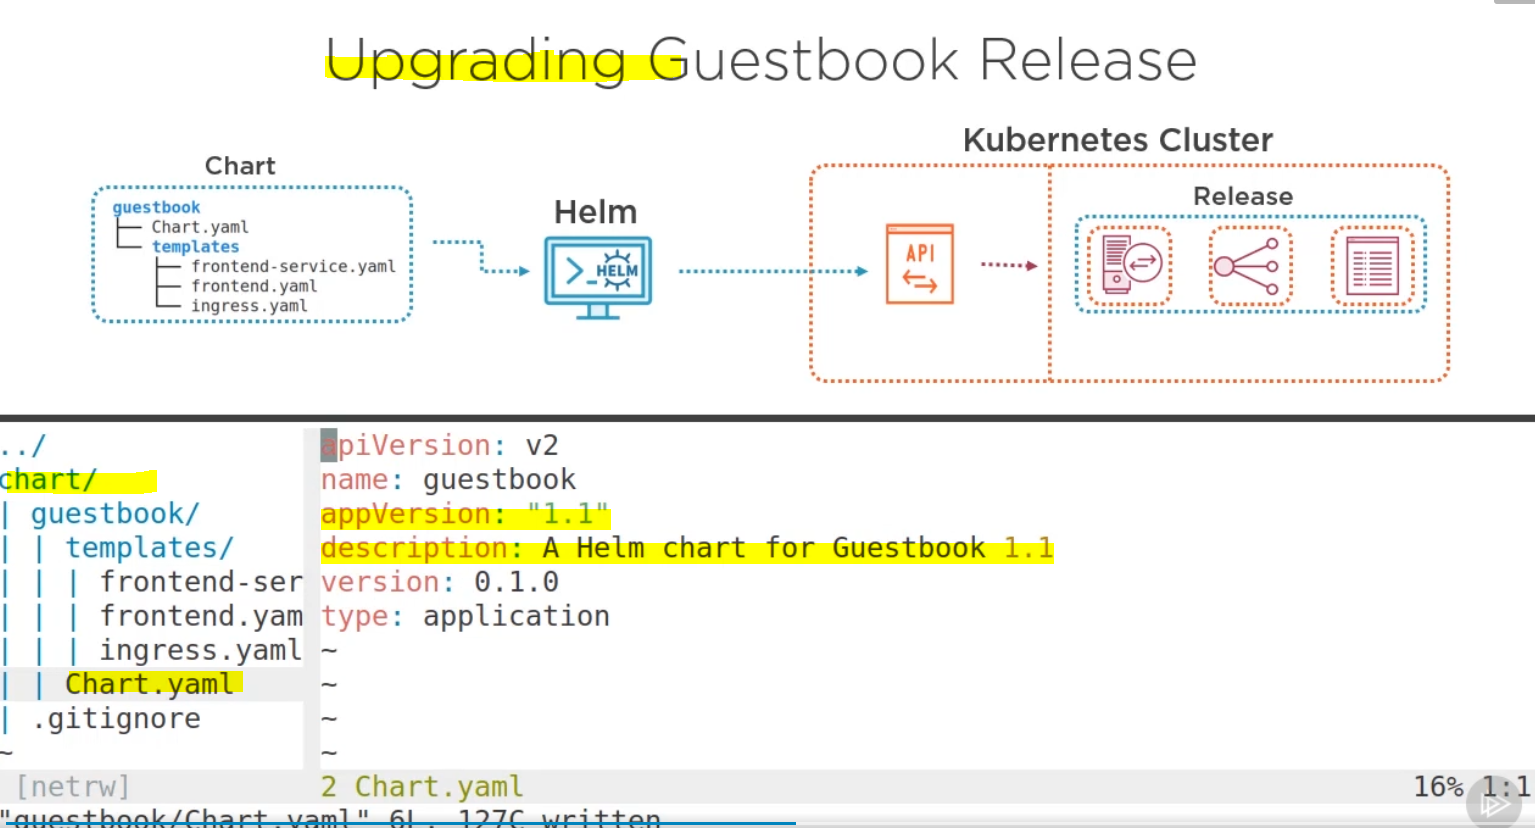 Upgrading Guestbook Release
Kubernetes Cluster
Chart
Release
guestbook
Chart.yaml
templates
frontend-service.yaml
frontend.yaml
ingress.yaml
Helm
HELM
API
../
chart/
| guestbook/
| | templates/
| | | frontend-ser
| | | frontend.yam
| | | ingress.yaml
| | Chart.yaml
| .gitignore
~
[netrw]
apiVersion: v2
name: guestbook
appVersion: "1.1"
description: A Helm chart for Guestbook 1.1
version: 0.1.0
type: application
~
~
~
~
2 Chart.yaml 16% 1:1
"guestbook/Chart.yaml" 6L, 127C written